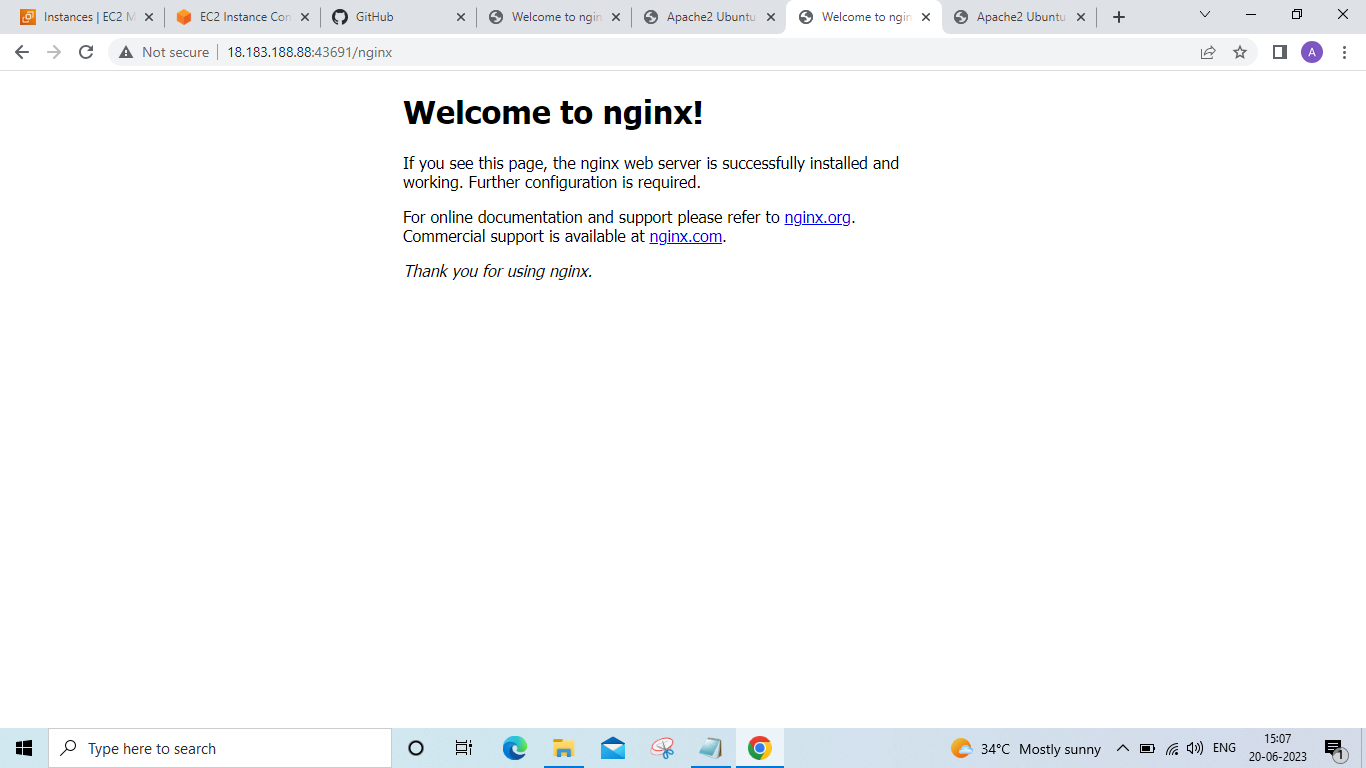 Instances | EC2 M
EC2 Instance Con
GitHub
Welcome to ngin
Apache2 Ubuntu
Welcome to ngin
Apache2 Ubuntu
Not secure
18.183.188.88:43691/nginx
A
Welcome to nginx!
If you see this page, the nginx web server is successfully installed and
working. Further configuration is required.
For online documentation and support please refer to nginx.org.
Commercial support is available at nginx.com.
Thank you for using nginx.
Type here to search
34°C Mostly sunny
ENG
15:07
20-06-2023
1